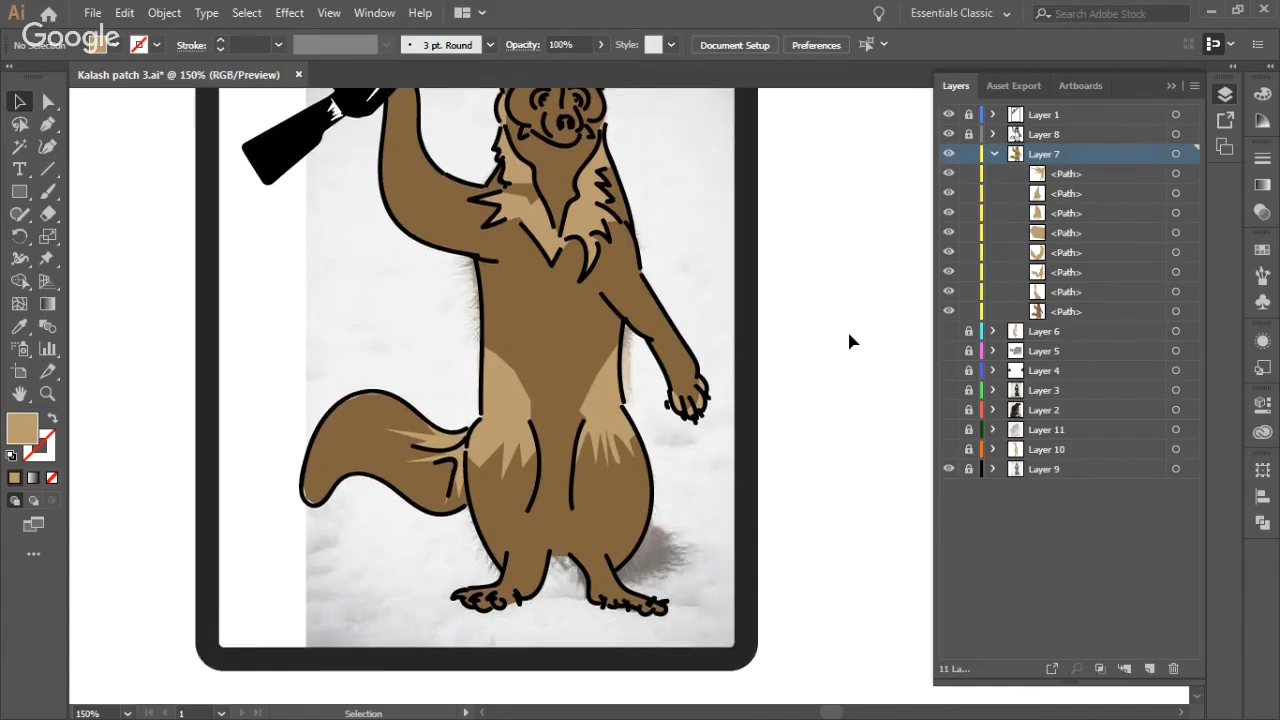 Ai File Edit Object Type Select Effect View Window Help Essentials Classic Search Adobe Stock
Google
No Selection Stroke: 3 pt. Round Opacity: 100% Style: Document Setup Preferences
Kalash patch 3.ai* @ 150% (RGB/Preview) ×
Layers Asset Export Artboards
Layer 1
Layer 8
Layer 7
<Path>
<Path>
<Path>
<Path>
<Path>
<Path>
<Path>
<Path>
Layer 6
Layer 5
Layer 4
Layer 3
Layer 2
Layer 11
Layer 10
Layer 9
11 La...
150% 1 Selection